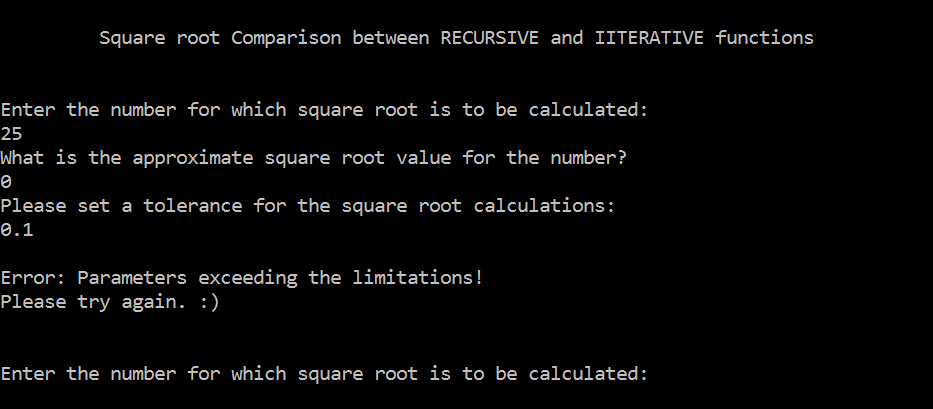 Square root Comparison between RECURSIVE and IITERATIVE functions
Enter the number for which square root is to be calculated:
25
What is the approximate square root value for the number?
0
Please set a tolerance for the square root calculations:
0.1
Error: Parameters exceeding the limitations!
Please try again. :)
Enter the number for which square root is to be calculated: